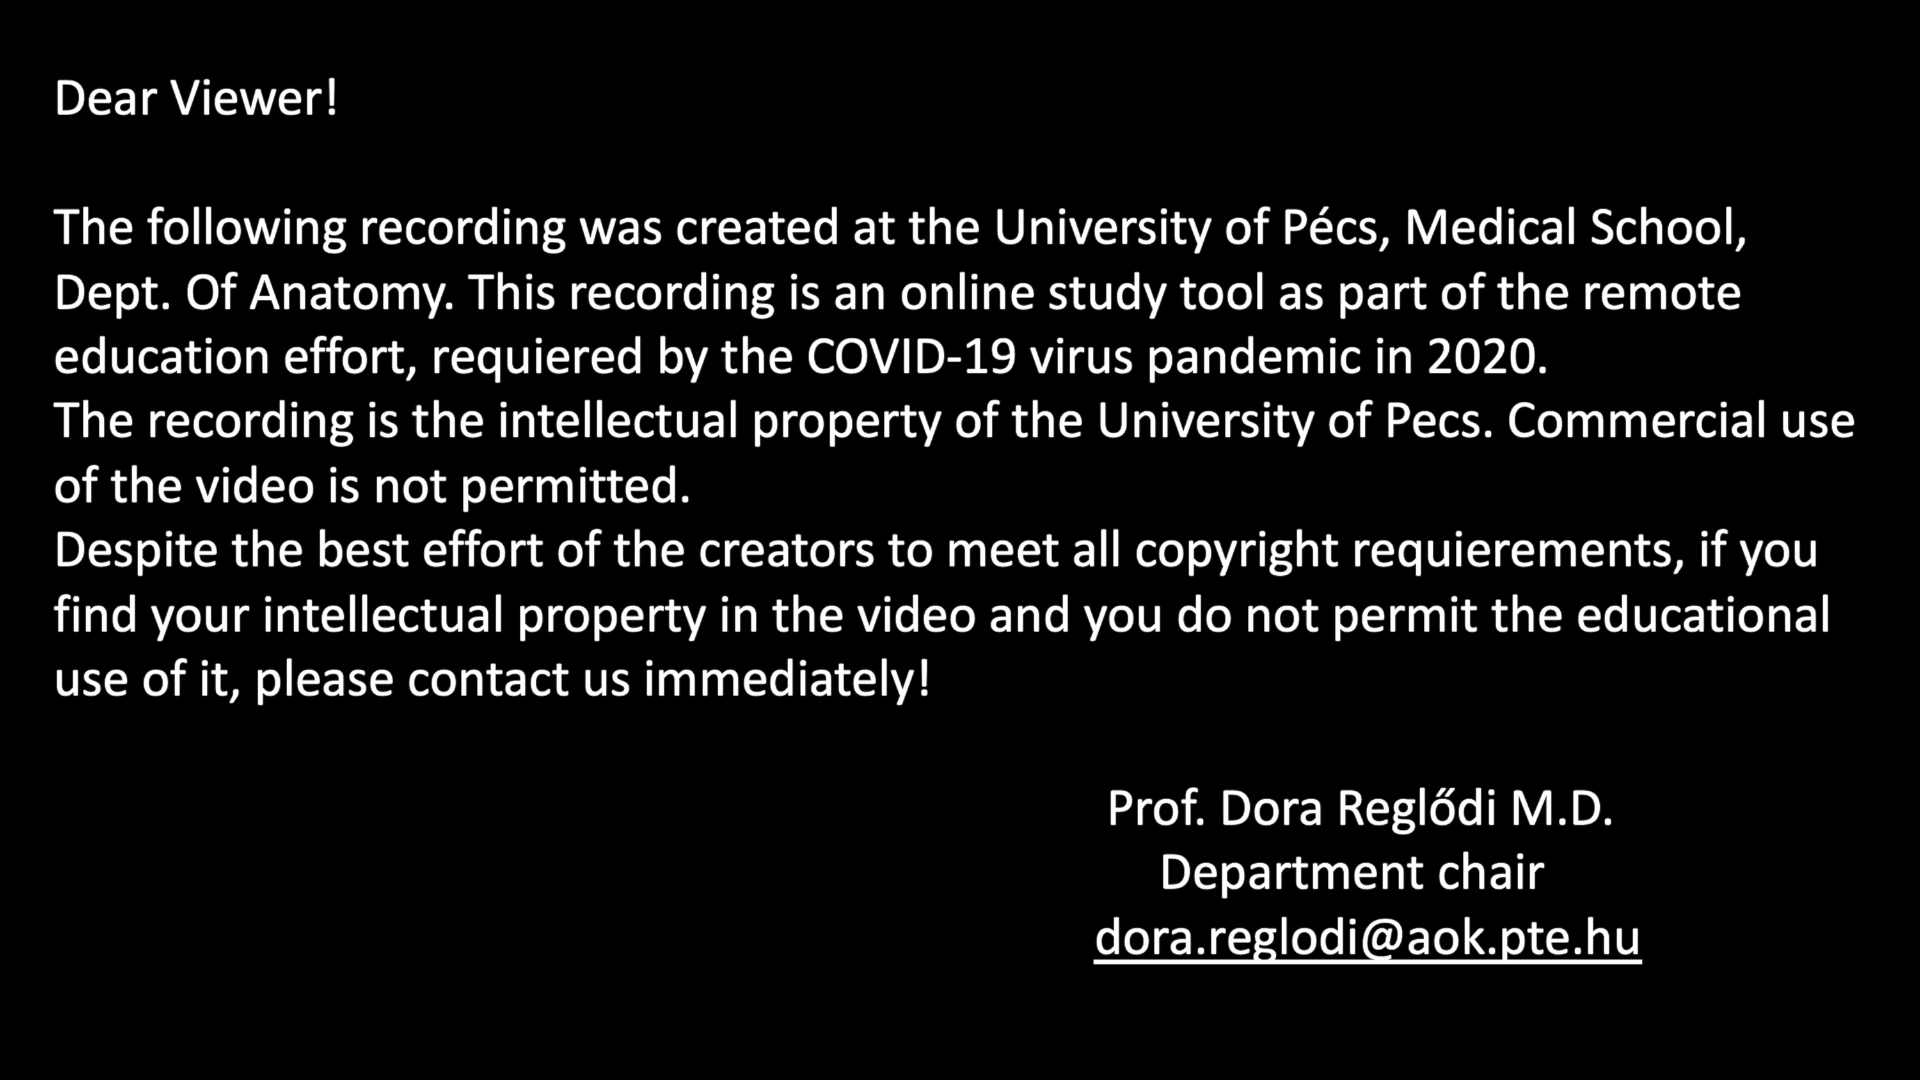 Dear Viewer!
The following recording was created at the University of Pécs, Medical School,
Dept. Of Anatomy. This recording is an online study tool as part of the remote
education effort, requiered by the COVID-19 virus pandemic in 2020.
The recording is the intellectual property of the University of Pecs. Commercial use
of the video is not permitted.
Despite the best effort of the creators to meet all copyright requierements, if you
find your intellectual property in the video and you do not permit the educational
use of it, please contact us immediately!
Prof. Dora Reglődi M.D.
Department chair
dora.reglodi@aok.pte.hu